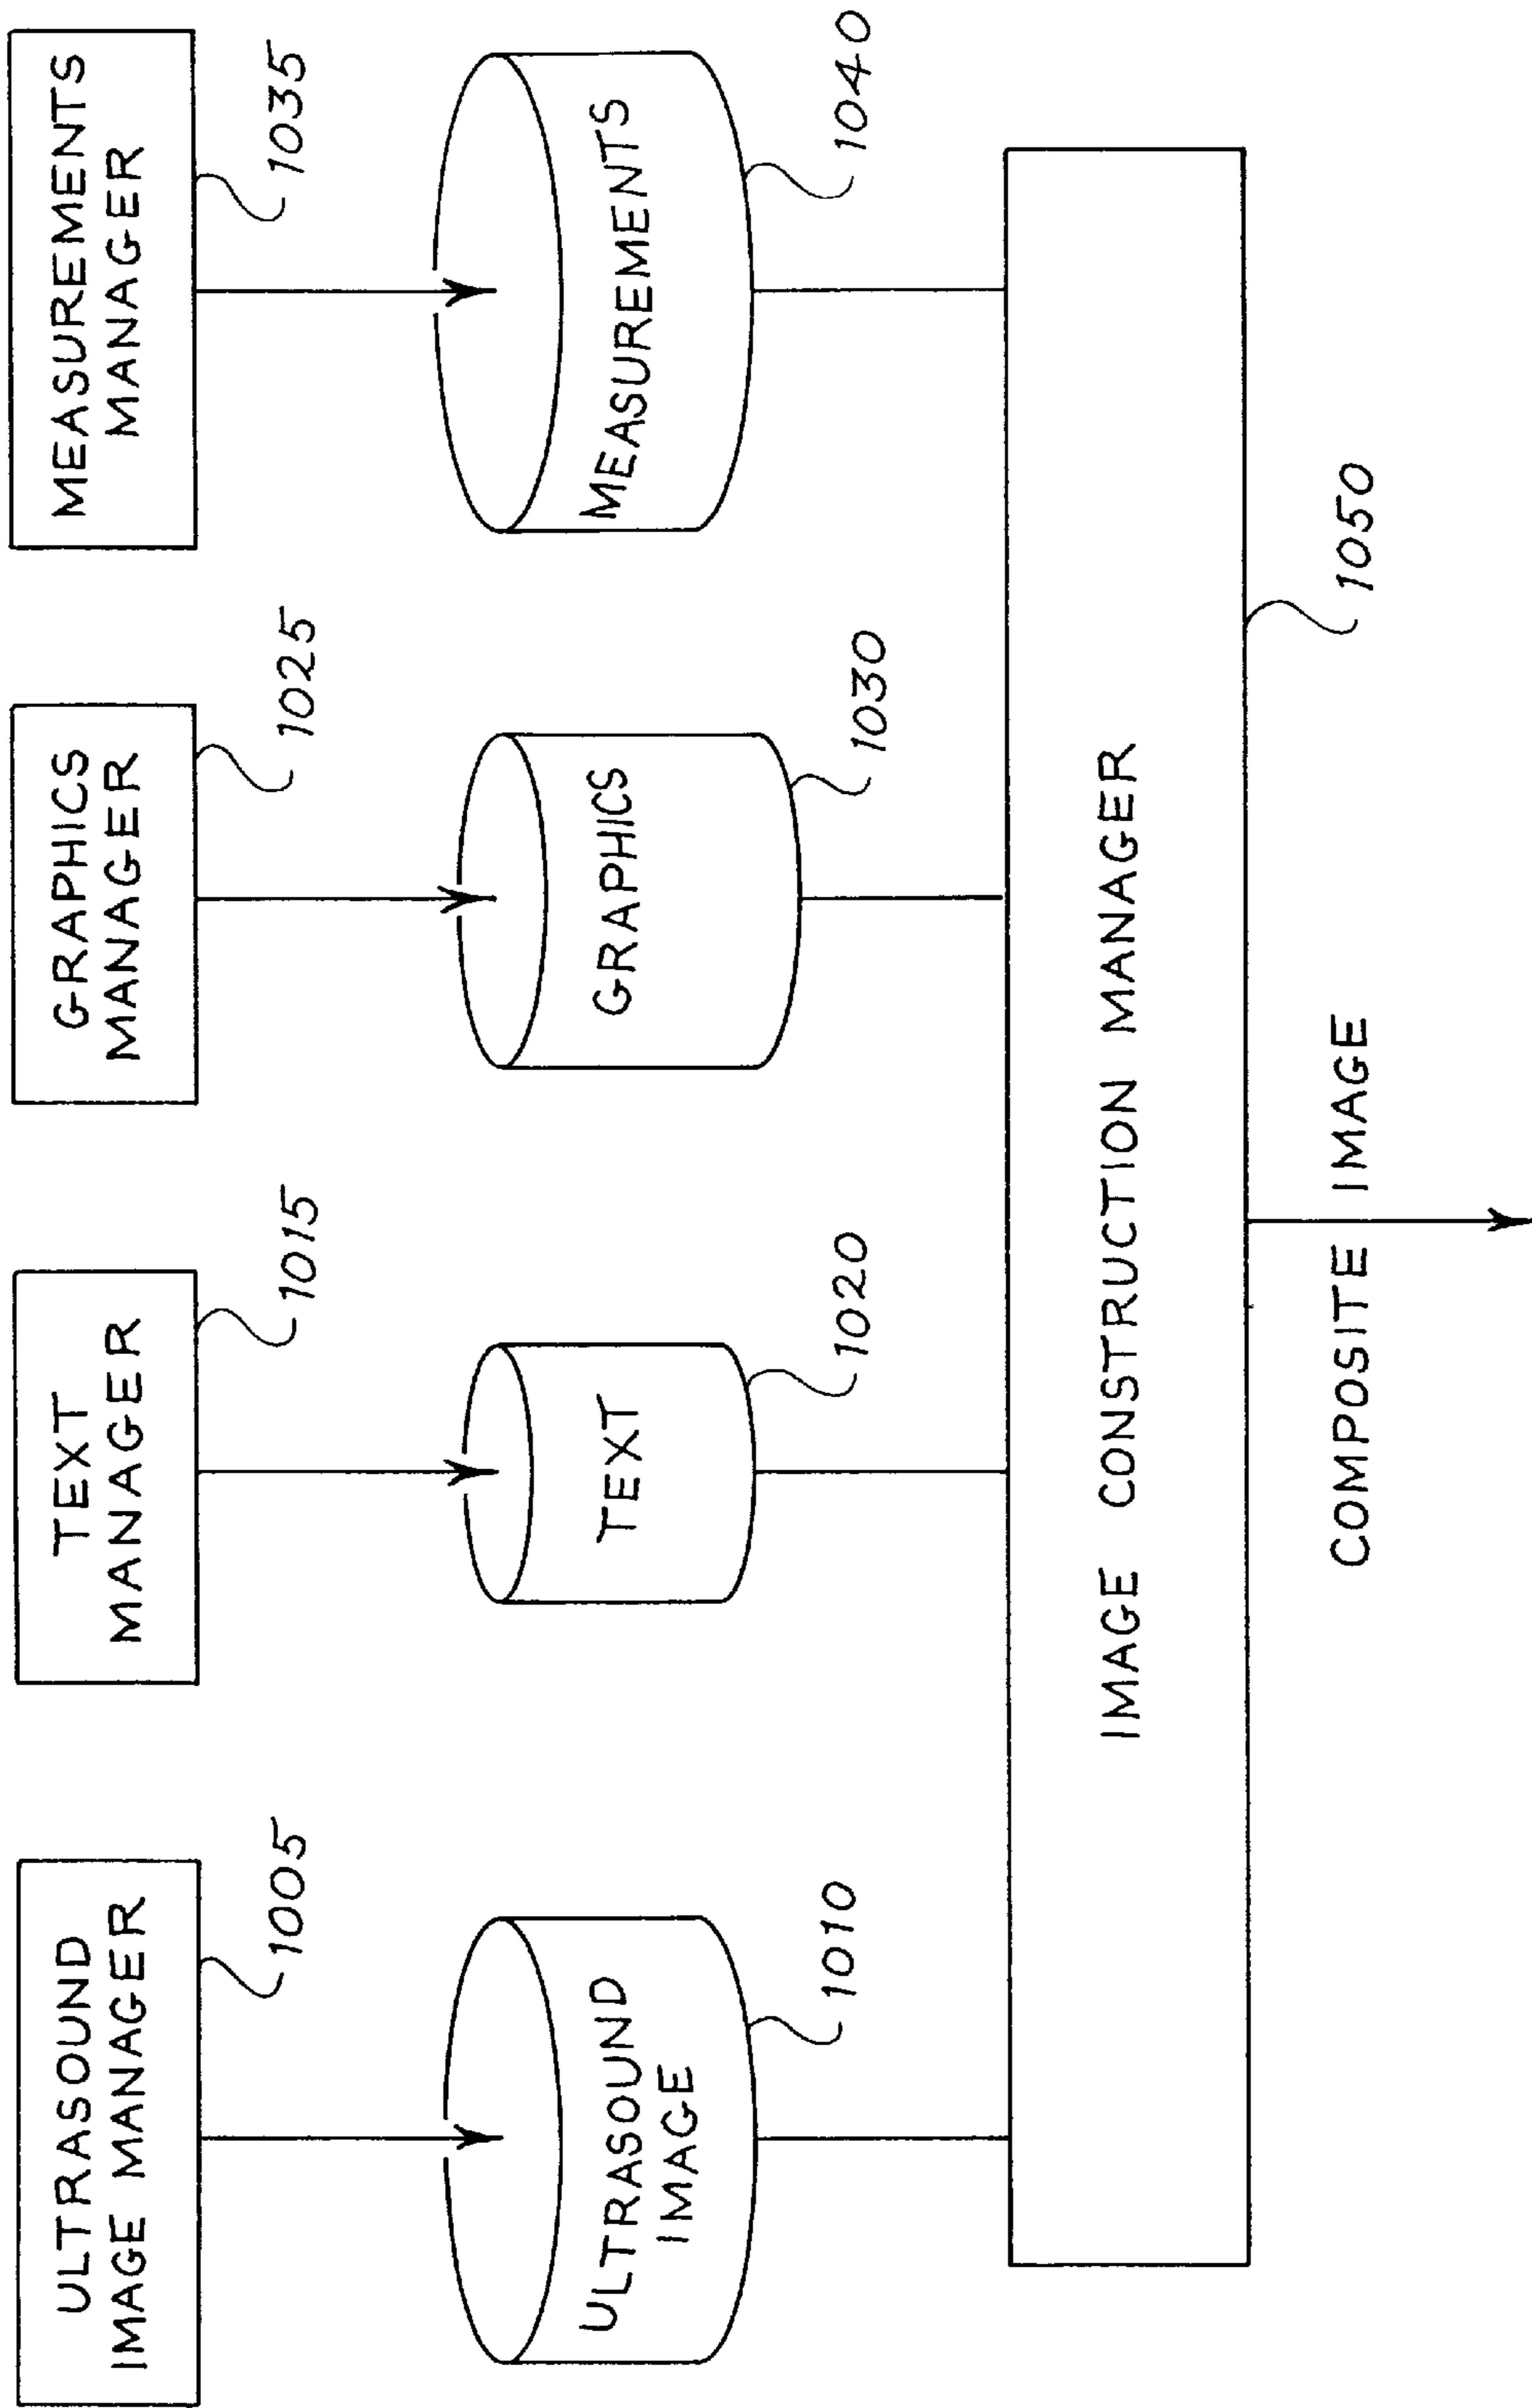 ULTRASOUND
IMAGE MANAGER
1005
TEXT
MANAGER
1015
GRAPHICS
MANAGER
1025
MEASUREMENTS
MANAGER
1035
ULTRASOUND
IMAGE
1010
TEXT
1020
GRAPHICS
1030
MEASUREMENTS
1040
IMAGE CONSTRUCTION MANAGER
1050
COMPOSITE IMAGE